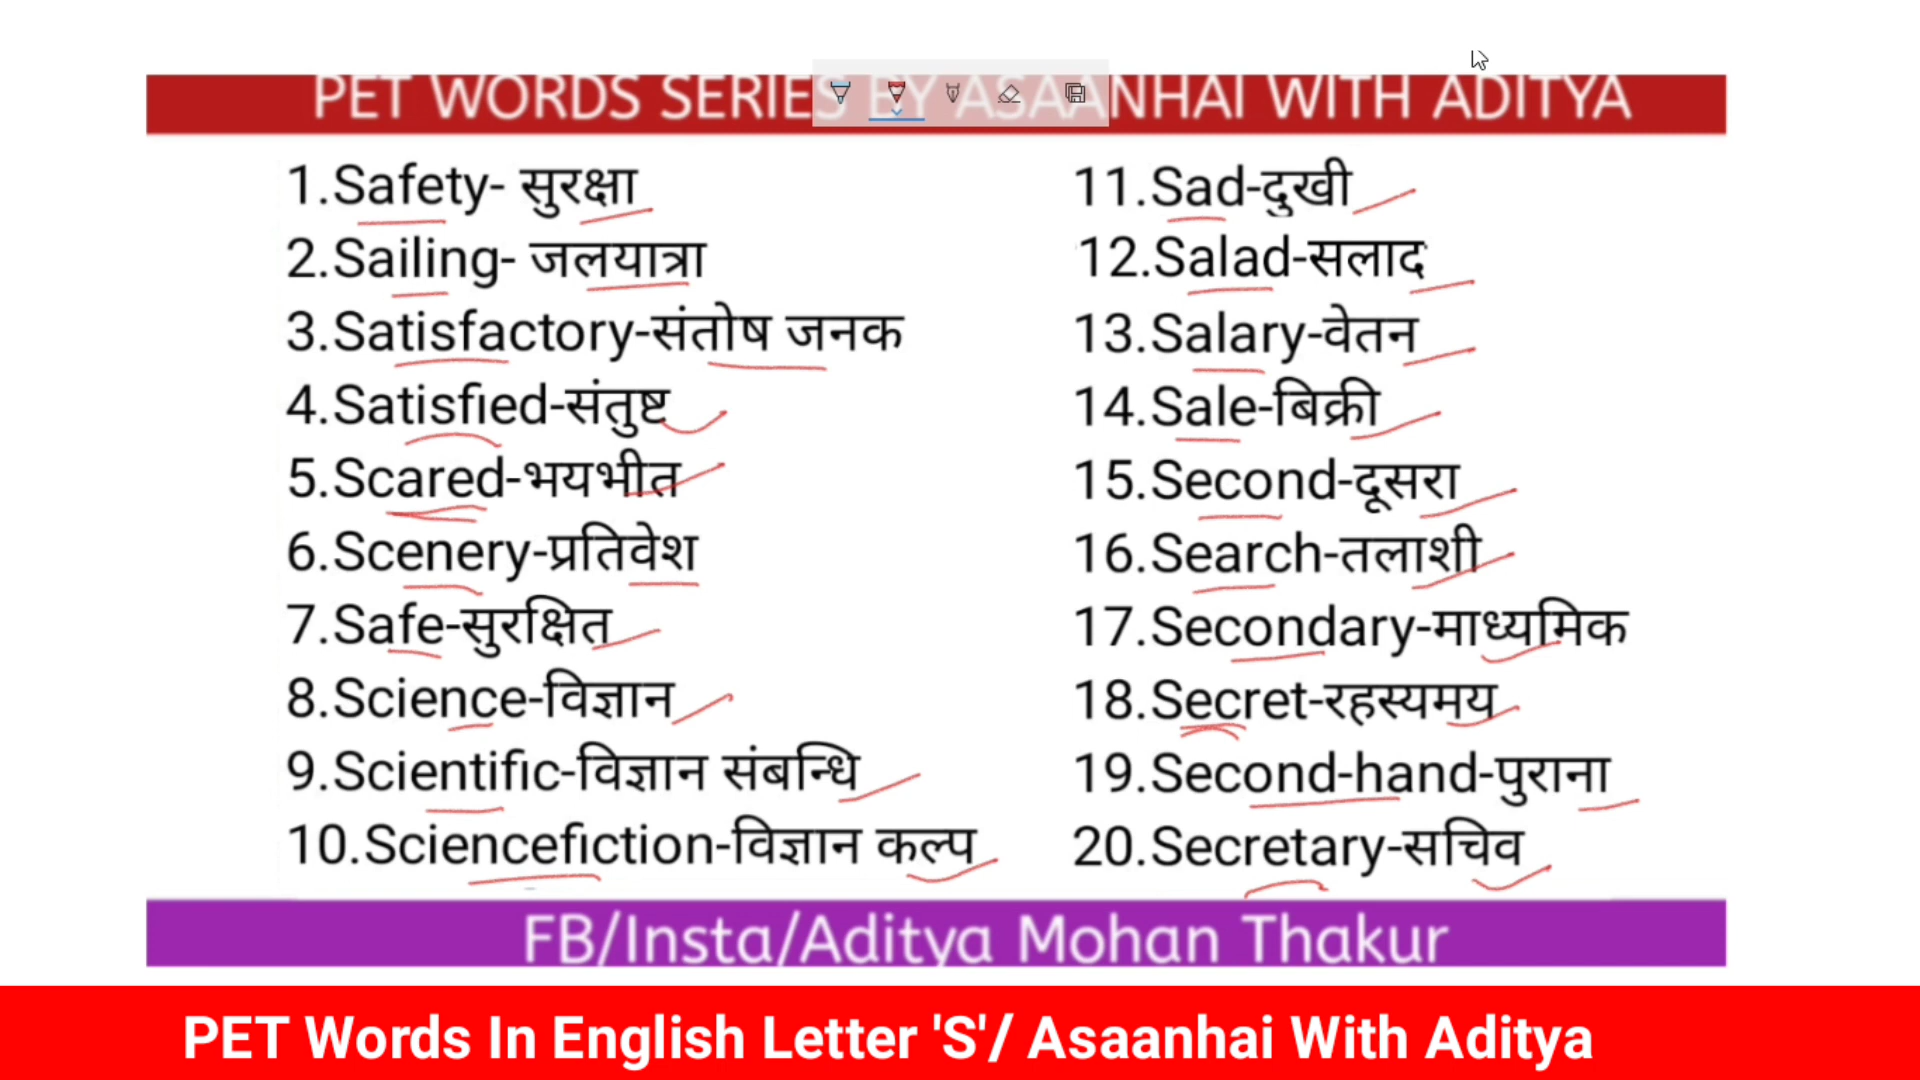 PET WORDS SERIES BY ASAANHAI WITH ADITYA
1.Safety- सुरक्षा
2.Sailing- जलयात्रा
3.Satisfactory-संतोष जनक
4.Satisfied-संतुष्ट
5.Scared-भयभीत
6.Scenery-प्रतिवेश
7.Safe-सुरक्षित
8.Science-विज्ञान
9.Scientific-विज्ञान संबन्धि
10.Sciencefiction-विज्ञान कल्प
11.Sad-दुखी
12.Salad-सलाद
13.Salary-वेतन
14.Sale-बिक्री
15.Second-दूसरा
16.Search-तलाशी
17.Secondary-माध्यमिक
18.Secret-रहस्यमय
19.Second-hand-पुराना
20.Secretary-सचिव
FB/Insta/Aditya Mohan Thakur
PET Words In English Letter 'S'/ Asaanhai With Aditya